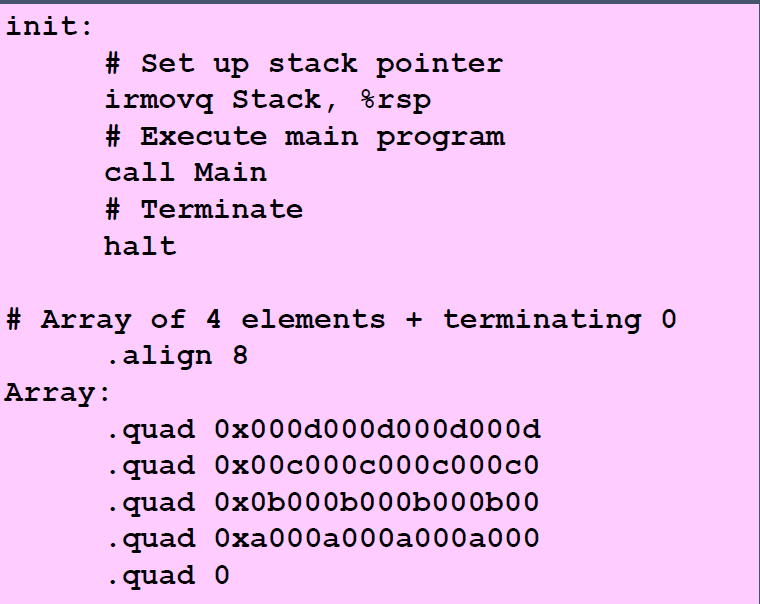 init:
# Set up stack pointer
irmovq Stack, %rsp
# Execute main program
call Main
# Terminate
halt
# Array of 4 elements + terminating 0
.align 8
Array:
.quad 0x000d000d000d000d
.quad 0x00c000c000c000c0
.quad 0x0b000b000b000b00
.quad 0xa000a000a000a000
.quad 0